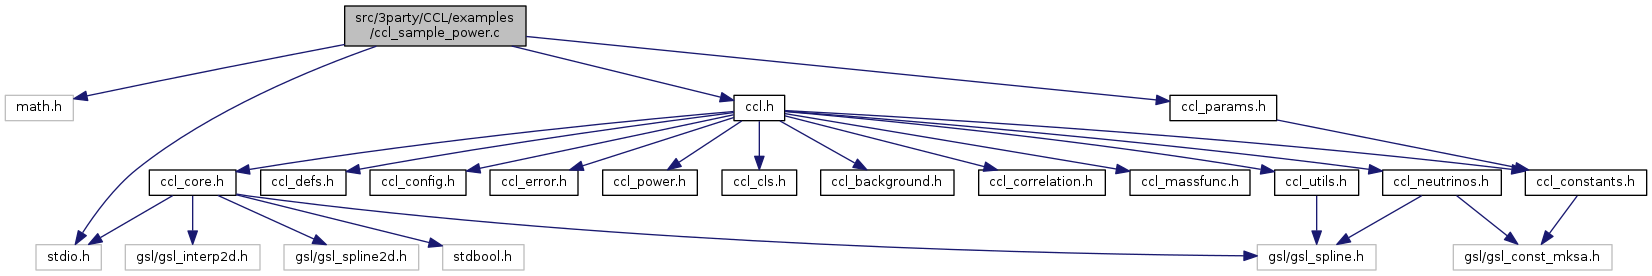 src/3party/CCL/examples
/ccl_sample_power.c
math.h
ccl.h
ccl_params.h
ccl_core.h
ccl_defs.h
ccl_config.h
ccl_error.h
ccl_power.h
ccl_cls.h
ccl_background.h
ccl_correlation.h
ccl_massfunc.h
ccl_utils.h
ccl_neutrinos.h
ccl_constants.h
stdio.h
gsl/gsl_interp2d.h
gsl/gsl_spline2d.h
stdbool.h
gsl/gsl_spline.h
gsl/gsl_const_mksa.h